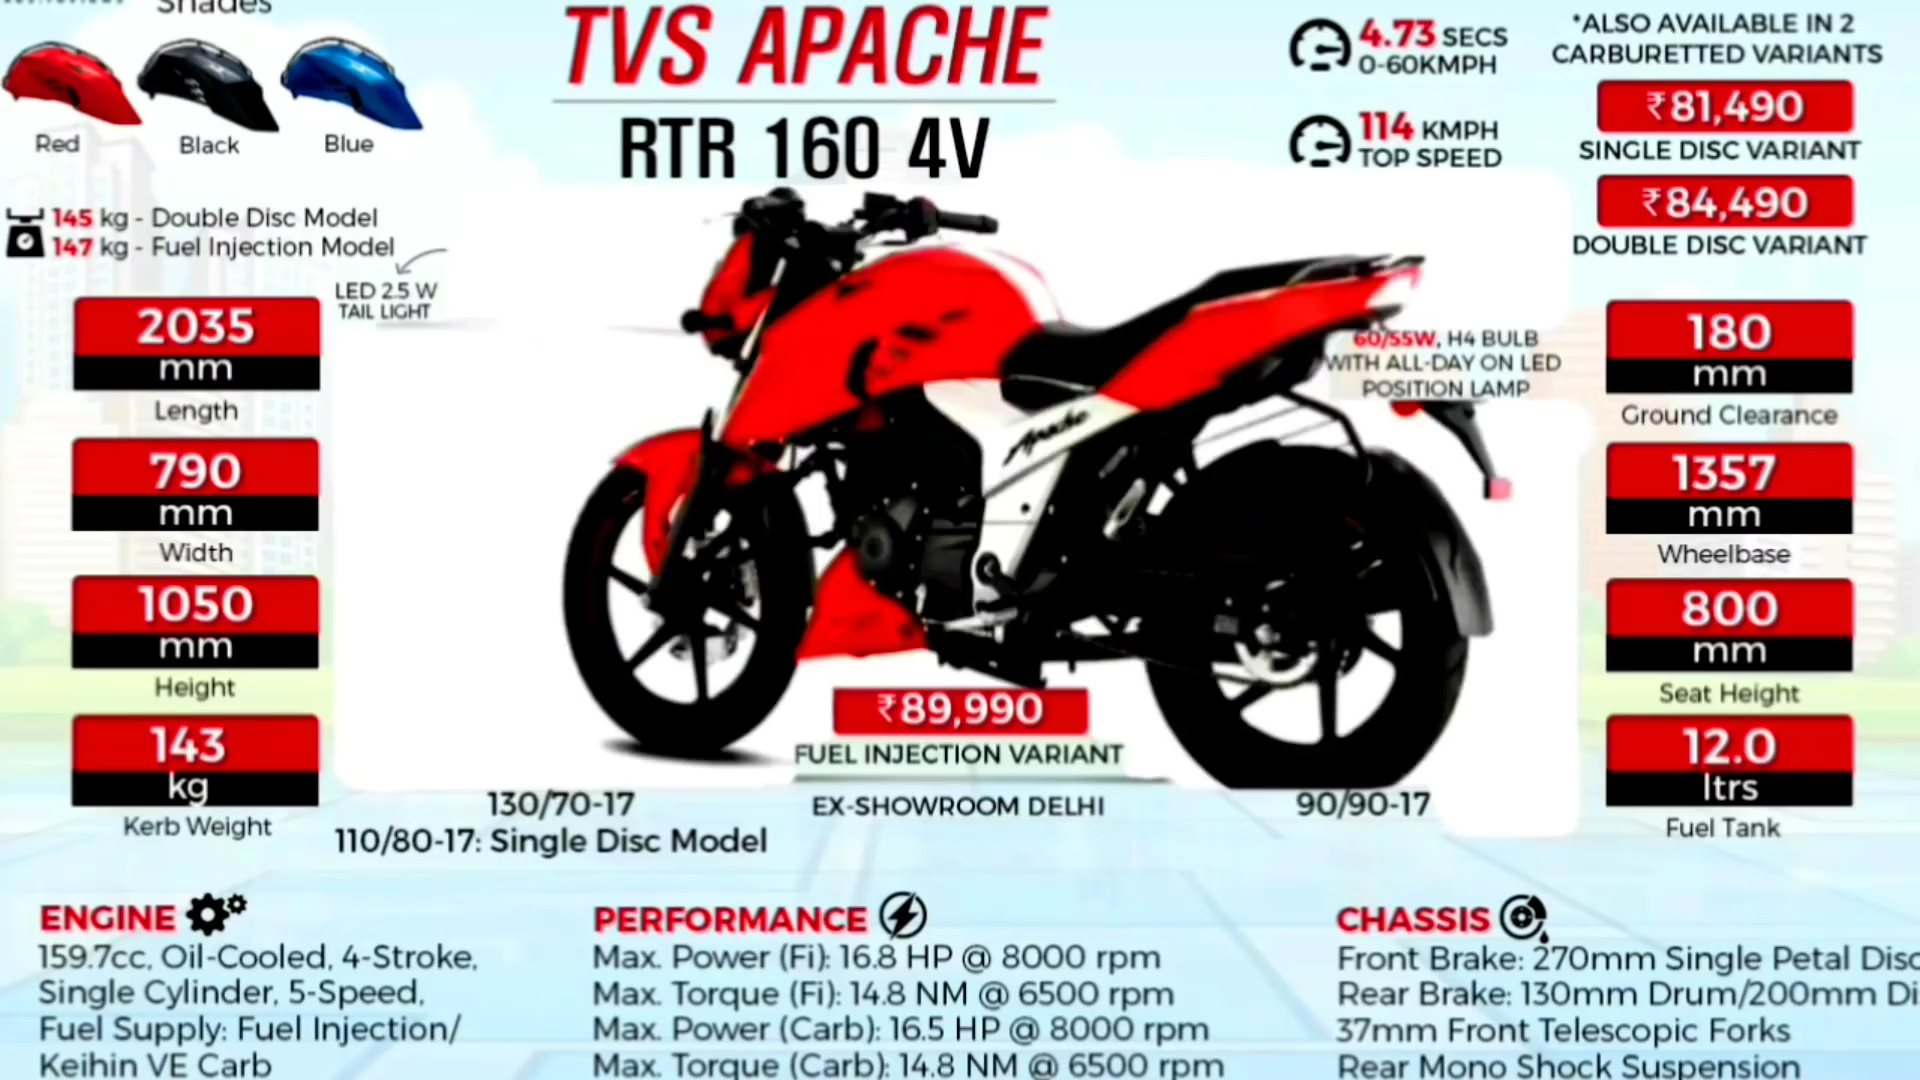 Shades
Red
Black
Blue
145 kg - Double Disc Model
147 kg - Fuel Injection Model
LED 2.5 W
TAIL LIGHT
2035
mm
Length
790
mm
Width
1050
mm
Height
143
kg
Kerb Weight
TVS APACHE
RTR 160 4V
4.73 SECS
0-60KMPH
114 KMPH
TOP SPEED
*ALSO AVAILABLE IN 2
CARBURETTED VARIANTS
₹81,490
SINGLE DISC VARIANT
₹84,490
DOUBLE DISC VARIANT
60/55W, H4 BULB
WITH ALL-DAY ON LED
POSITION LAMP
Apache
180
mm
Ground Clearance
1357
mm
Wheelbase
800
mm
Seat Height
12.0
ltrs
Fuel Tank
₹89,990
FUEL INJECTION VARIANT
EX-SHOWROOM DELHI
130/70-17
110/80-17: Single Disc Model
90/90-17
ENGINE
159.7cc, Oil-Cooled, 4-Stroke,
Single Cylinder, 5-Speed,
Fuel Supply: Fuel Injection/
Keihin VE Carb
PERFORMANCE
Max. Power (Fi): 16.8 HP @ 8000 rpm
Max. Torque (Fi): 14.8 NM @ 6500 rpm
Max. Power (Carb): 16.5 HP @ 8000 rpm
Max. Torque (Carb): 14.8 NM @ 6500 rpm
CHASSIS
Front Brake: 270mm Single Petal Disc
Rear Brake: 130mm Drum/200mm Di
37mm Front Telescopic Forks
Rear Mono Shock Suspension